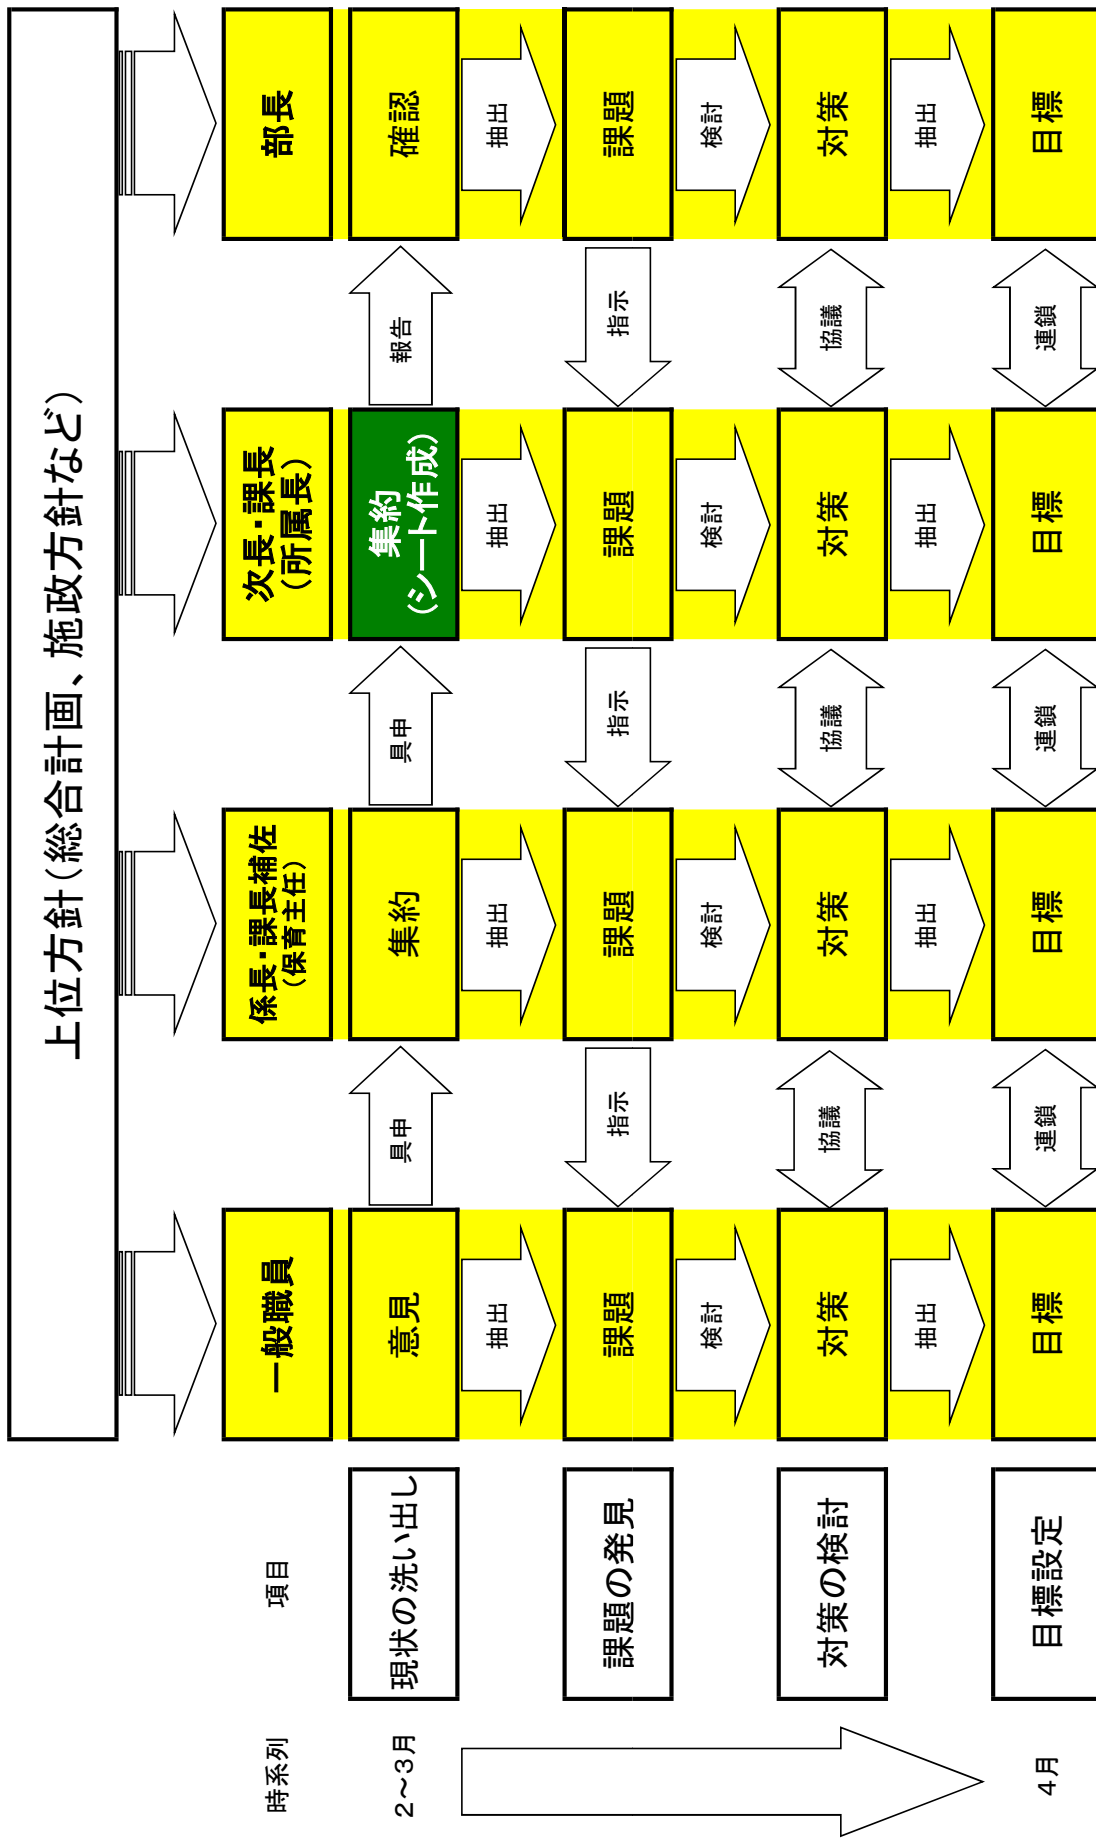 上位方針（総合計画、施政方針など）
時系列
項目
一般職員
係長・課長補佐
（保育主任）
次長・課長
（所属長）
部長
２～３月
現状の洗い出し
意見
具申
集約
具申
集約
（シート作成）
報告
確認
抽出
抽出
抽出
抽出
課題の発見
課題
指示
課題
指示
課題
指示
課題
検討
検討
検討
検討
対策の検討
対策
協議
対策
協議
対策
協議
対策
抽出
抽出
抽出
抽出
４月
目標設定
目標
連鎖
目標
連鎖
目標
連鎖
目標